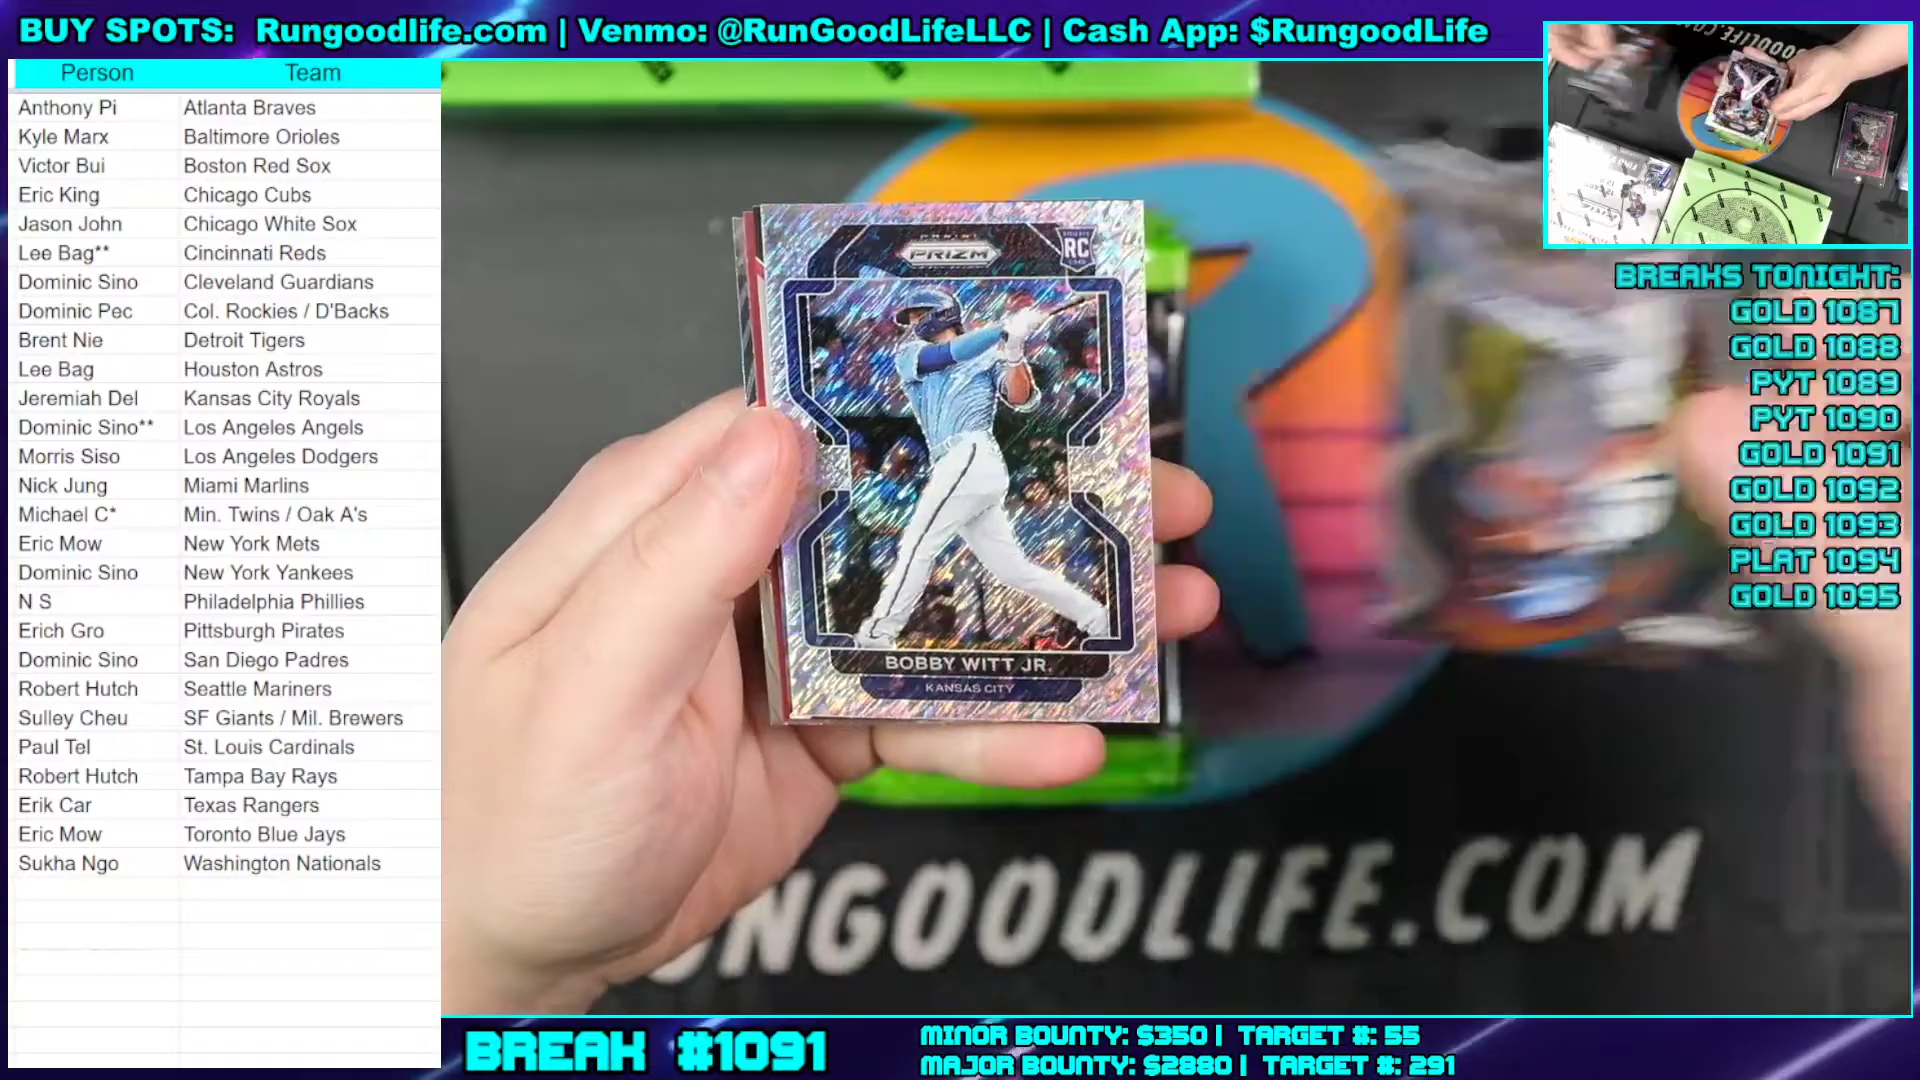 BUY SPOTS: Rungoodlife.com | Venmo: @RunGoodLifeLLC | Cash App: $RungoodLife
Person Team
Anthony Pi Atlanta Braves
Kyle Marx Baltimore Orioles
Victor Bui Boston Red Sox
Eric King Chicago Cubs
Jason John Chicago White Sox
Lee Bag** Cincinnati Reds
Dominic Sino Cleveland Guardians
Dominic Pec Col. Rockies / D'Backs
Brent Nie Detroit Tigers
Lee Bag Houston Astros
Jeremiah Del Kansas City Royals
Dominic Sino** Los Angeles Angels
Morris Siso Los Angeles Dodgers
Nick Jung Miami Marlins
Michael C* Min. Twins / Oak A's
Eric Mow New York Mets
Dominic Sino New York Yankees
N S Philadelphia Phillies
Erich Gro Pittsburgh Pirates
Dominic Sino San Diego Padres
Robert Hutch Seattle Mariners
Sulley Cheu SF Giants / Mil. Brewers
Paul Tel St. Louis Cardinals
Robert Hutch Tampa Bay Rays
Erik Car Texas Rangers
Eric Mow Toronto Blue Jays
Sukha Ngo Washington Nationals
PANINI
PRIZM
RC
BOBBY WITT JR.
KANSAS CITY
NGOODLIFE.COM
GOODLIFE.COM
BREAKS TONIGHT:
GOLD 1087
GOLD 1088
PYT 1089
PYT 1090
GOLD 1091
GOLD 1092
GOLD 1093
PLAT 1094
GOLD 1095
BREAK #1091
MINOR BOUNTY: $350 | TARGET #: 55
MAJOR BOUNTY: $2880 | TARGET #: 291